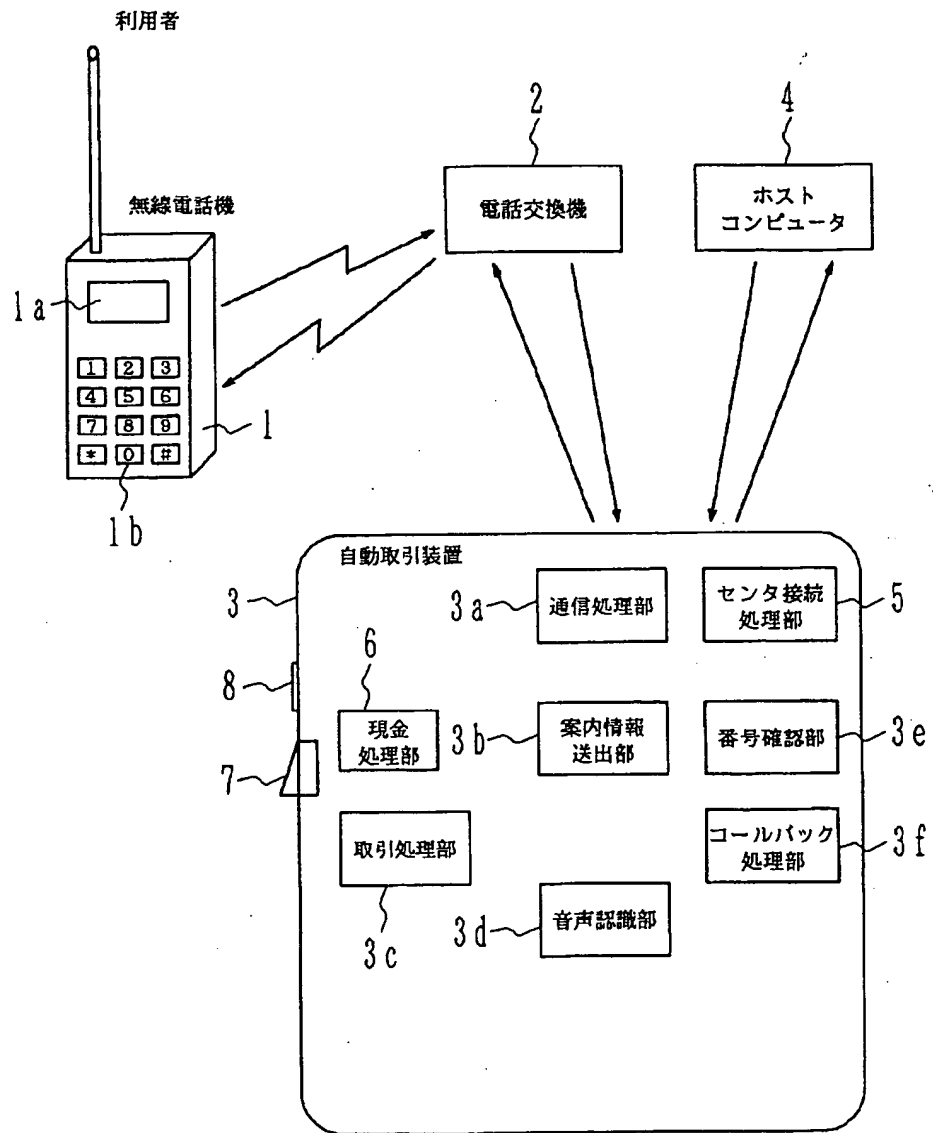 利用者
無線電話機
1a
1 2 3
4 5 6
7 8 9
* 0 #
1
1b
2
電話交換機
4
ホスト
コンピュータ
自動取引装置
3
3a
通信処理部
センタ接続
処理部
5
8
6
現金
処理部
7
3b
案内情報
送出部
番号確認部
3e
取引処理部
3c
コールバック
処理部
3f
3d
音声認識部